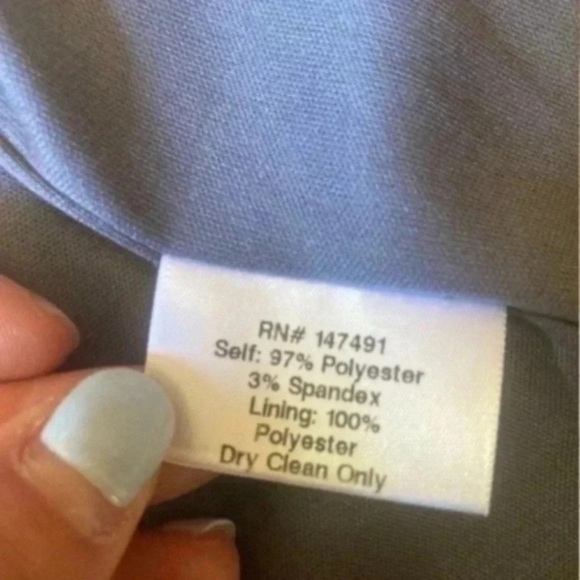 RN# 147491
Self: 97% Polyester
3% Spandex
Lining: 100%
Polyester
Dry Clean Only